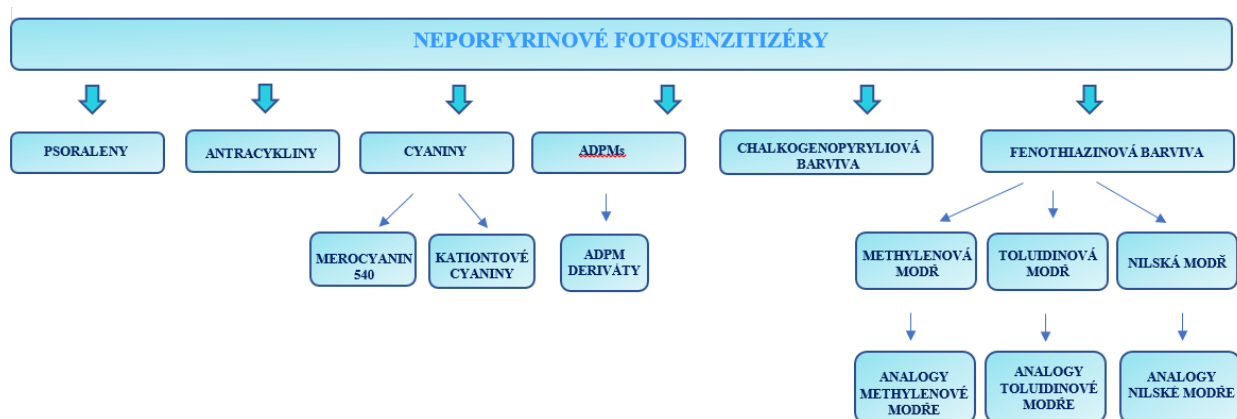 NEPORFYRINOVÉ FOTOSENZITIZÉRY
PSORALENY
ANTRACYKLINY
CYANINY
ADPMs
CHALKOGENOPYRYLIOVÁ
BARVIVA
FENOTHIAZINOVÁ BARVIVA
MEROCYANIN
540
KATIONTOVÉ
CYANINY
ADPM
DERIVÁTY
METHYLENOVÁ
MODŘ
TOLUIDINOVÁ
MODŘ
NILSKÁ MODŘ
ANALOGY
METHYLENOVÉ
MODŘE
ANALOGY
TOLUIDINOVÉ
MODŘE
ANALOGY
NILSKÉ MODŘE